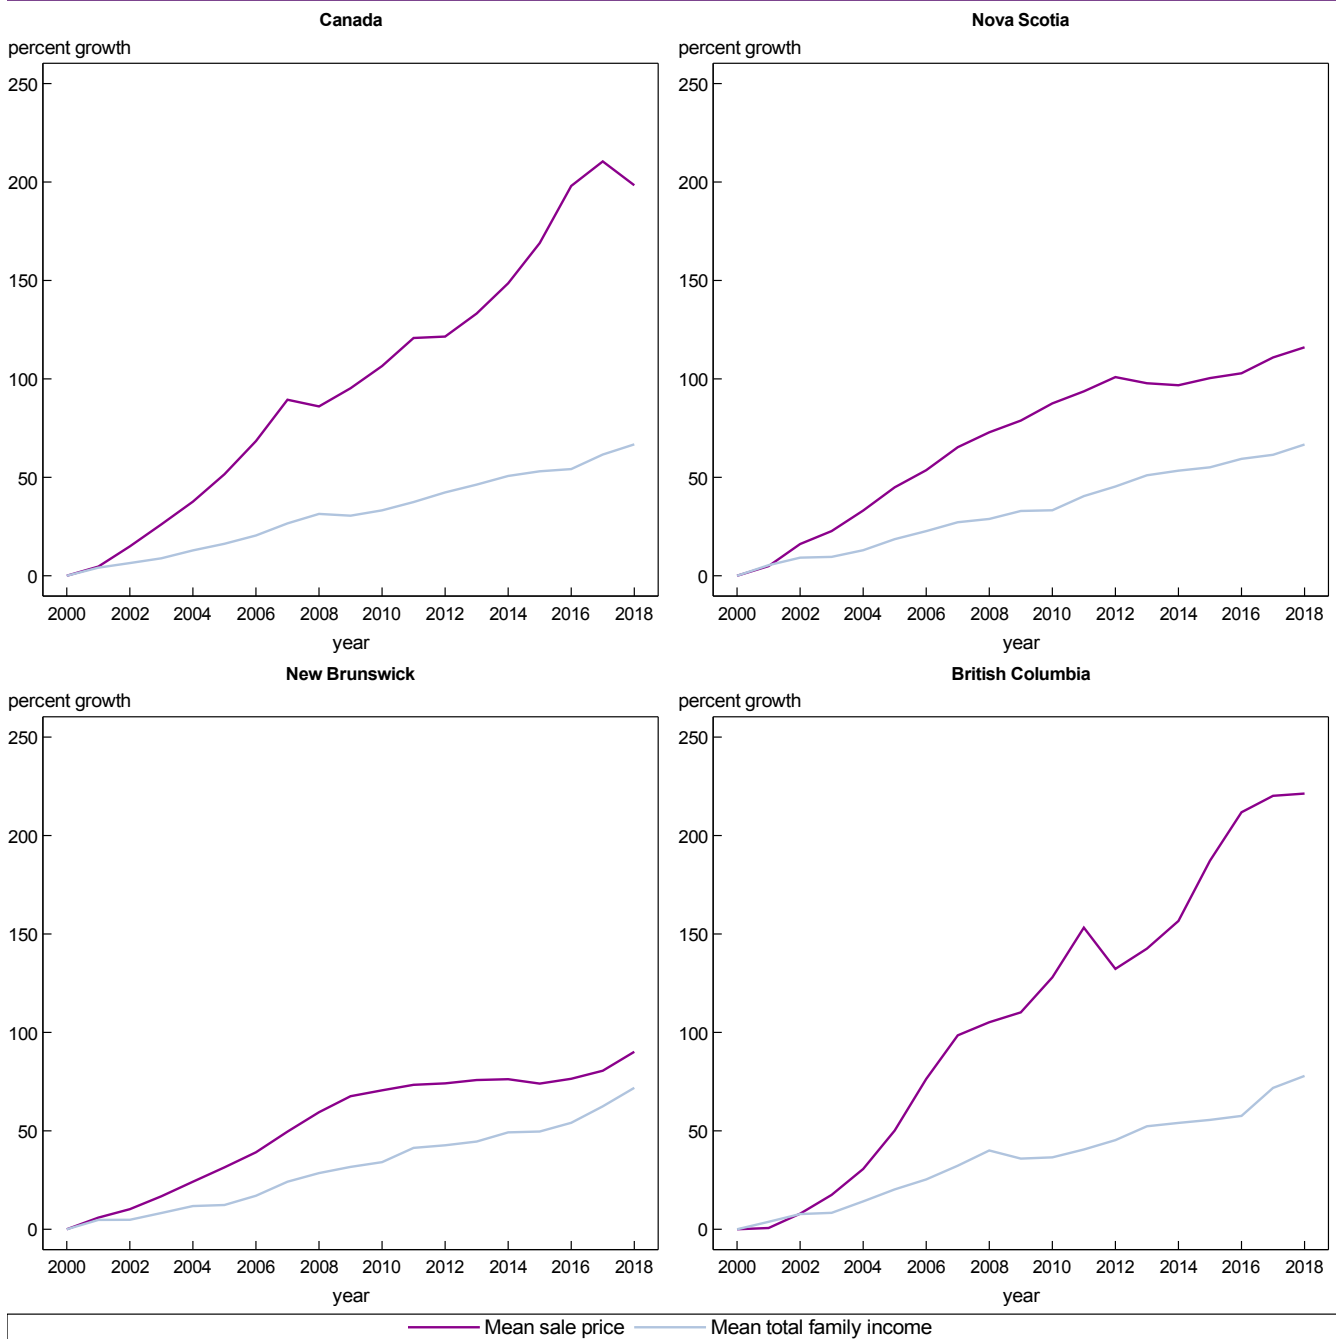 Canada
percent growth
250
200
150
100
50
0
2000 2002 2004 2006 2008 2010 2012 2014 2016 2018
year
Nova Scotia
percent growth
250
200
150
100
50
0
2000 2002 2004 2006 2008 2010 2012 2014 2016 2018
year
New Brunswick
percent growth
250
200
150
100
50
0
2000 2002 2004 2006 2008 2010 2012 2014 2016 2018
year
British Columbia
percent growth
250
200
150
100
50
0
2000 2002 2004 2006 2008 2010 2012 2014 2016 2018
year
Mean sale price Mean total family income